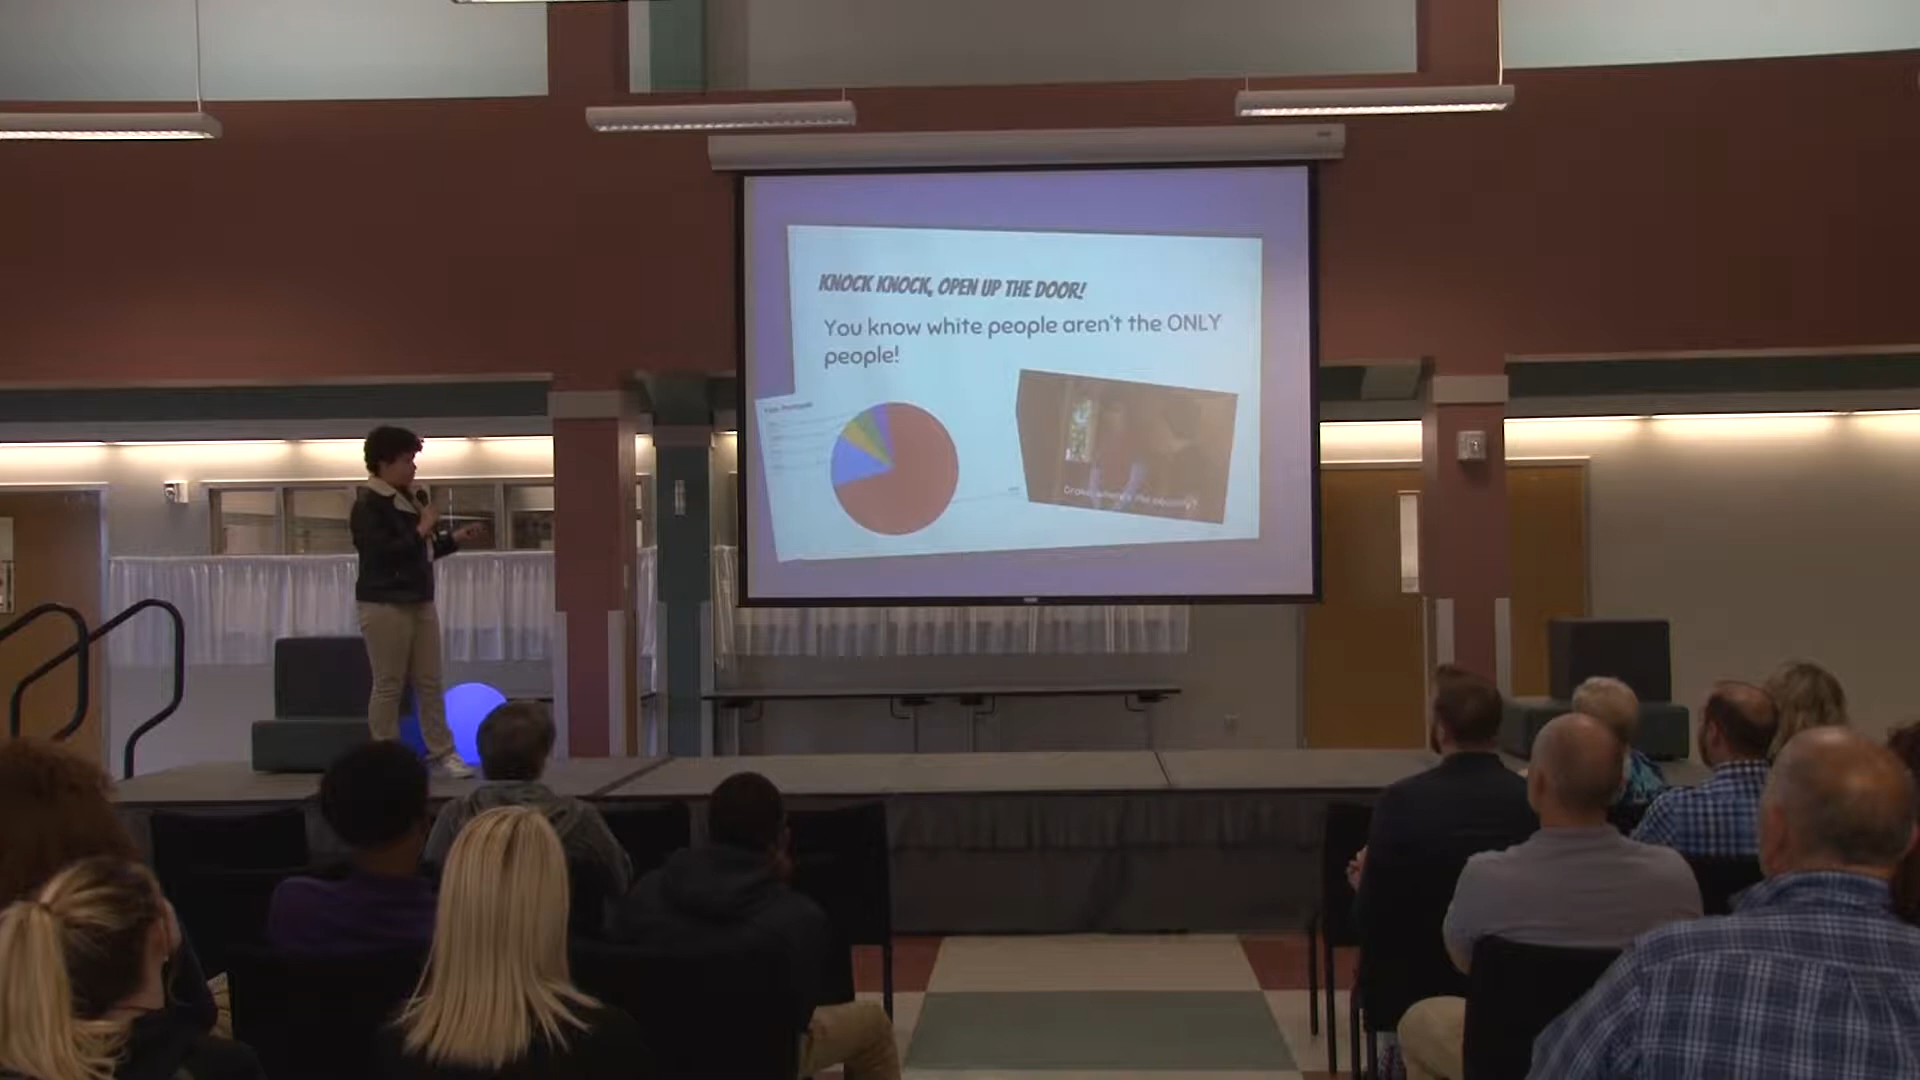 KNOCK KNOCK, OPEN UP THE DOOR!
You know white people aren't the ONLY
people!